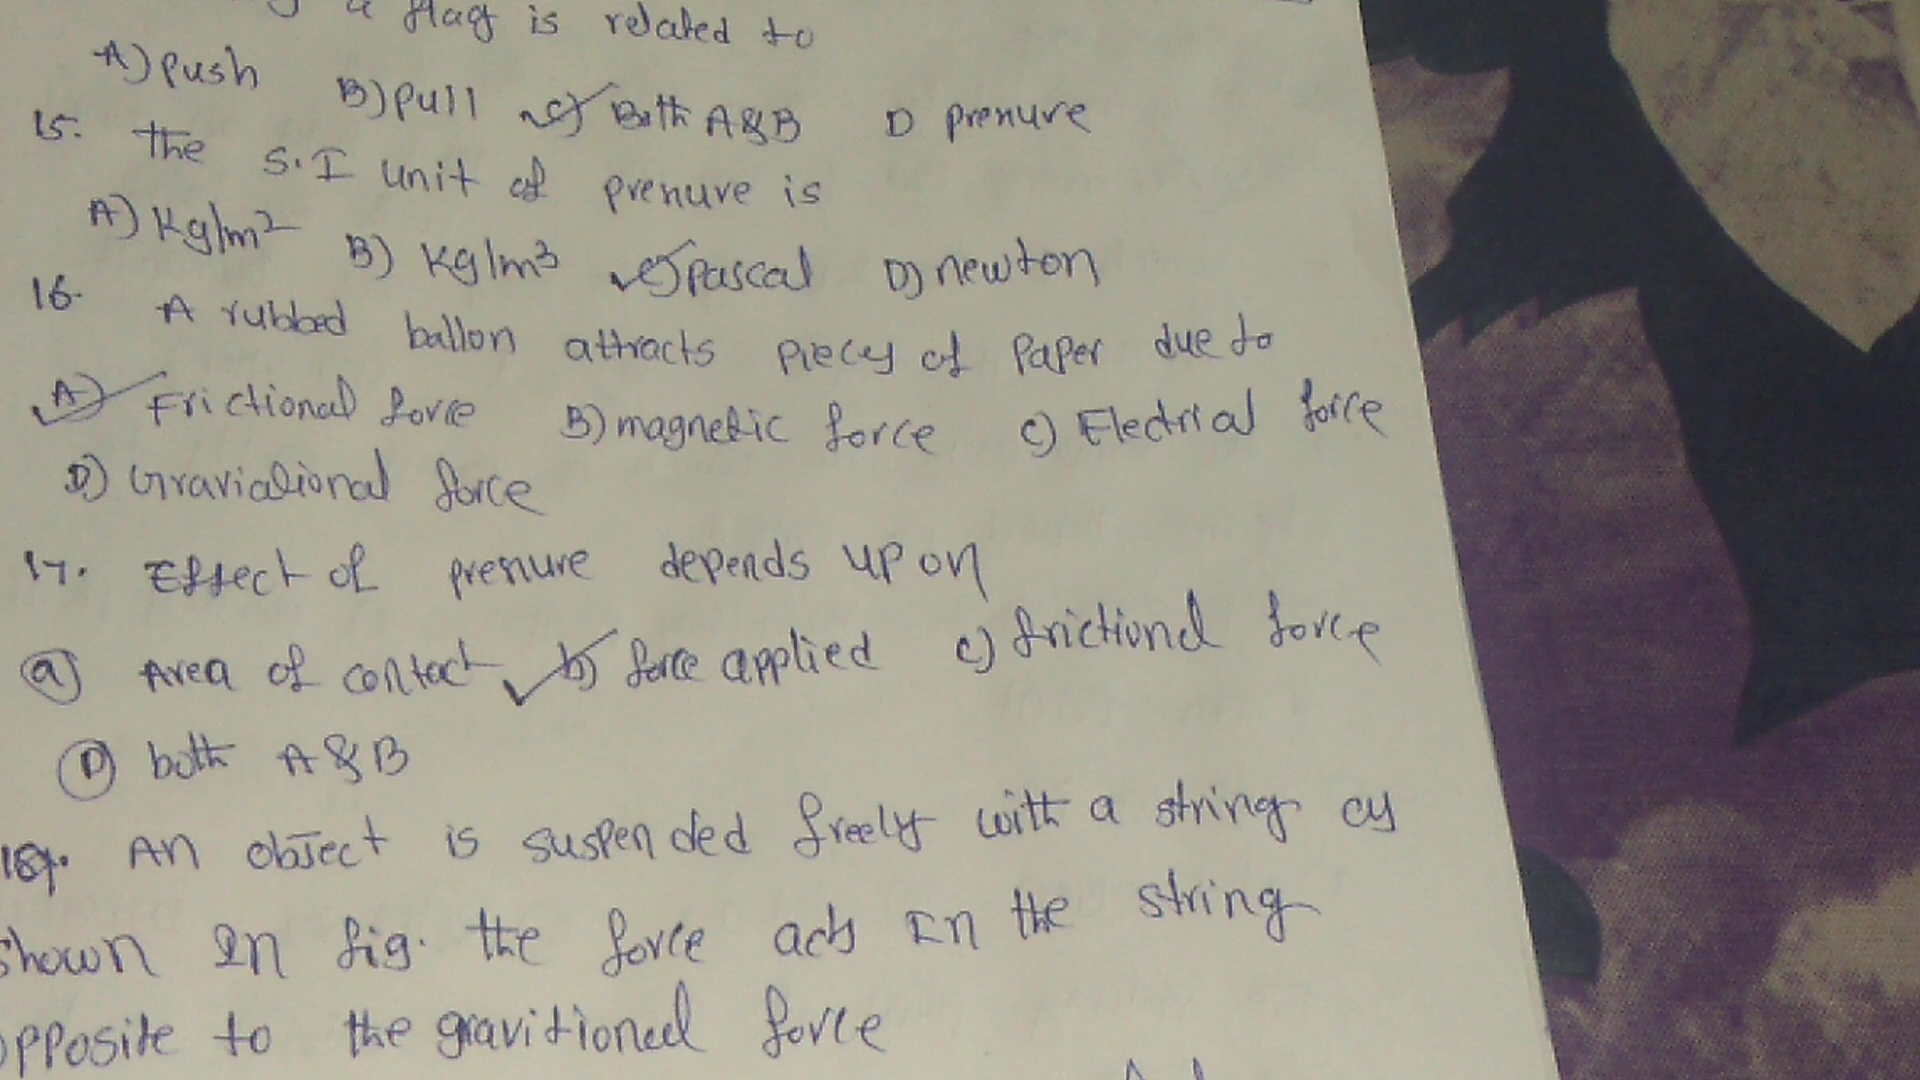 a flag is related to
A) push B) pull C) Both A&B D prenure
15. the S.I unit of prenure is
A) Kg/m2 B) Kg/m3 C) pascal D) newton
16. A rubbed ballon attracts piecy of Paper due to
A) Frictional force B) magnetic force C) Electrial force
D) Gravialional force
17. Effect of prenure depends upon
a) Area of contact b) force applied c) frictional force
D) both A&B
18. An object is suspended freely with a string cy
shown In fig. the force acts In the string
opposite to the gravitioned force